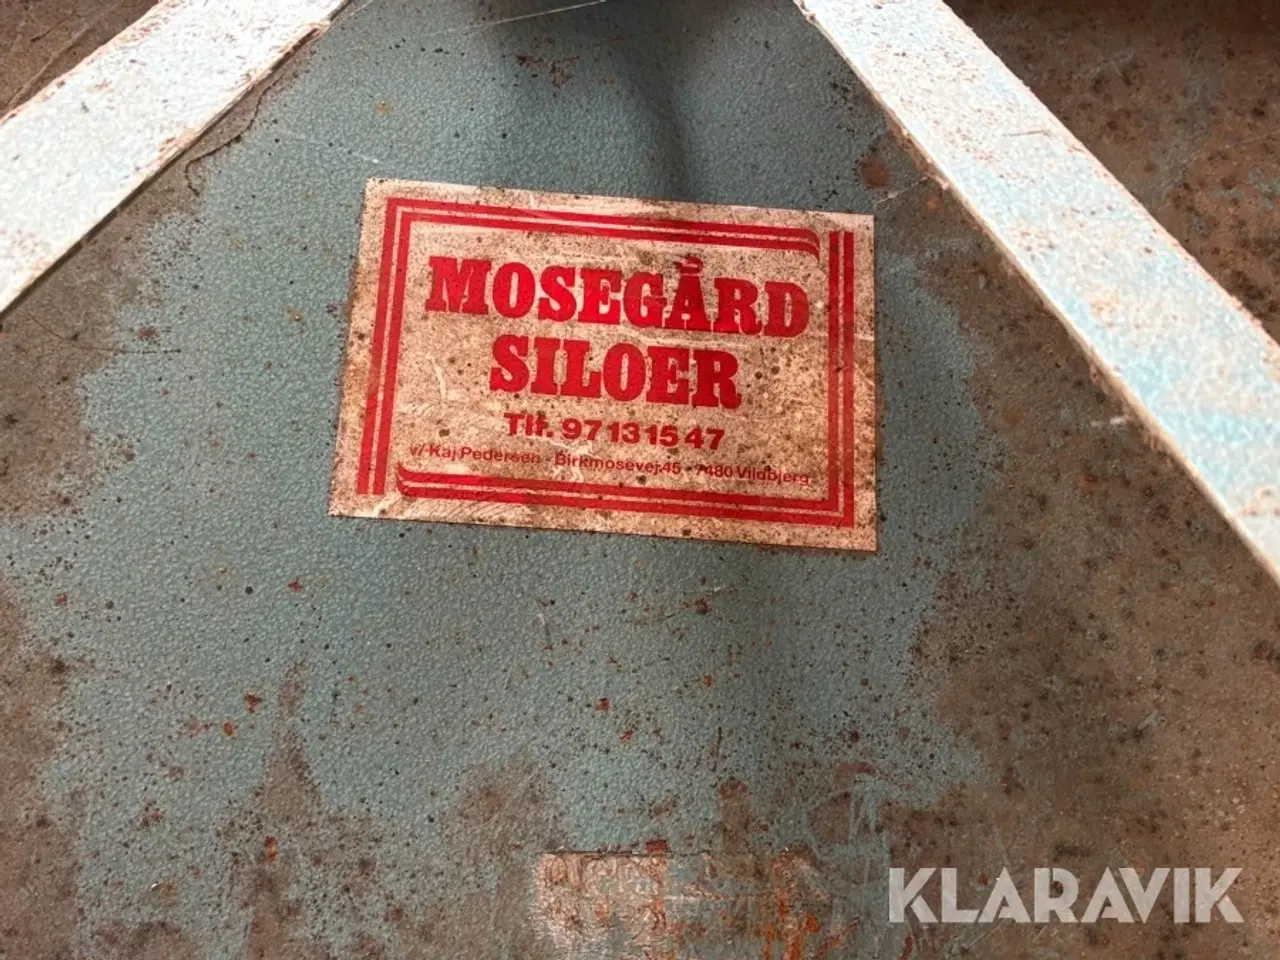 MOSEGÅRD
SILOER
Tlf. 97 13 15 47
v/ Kaj Pedersen - Birkmosevej 45 - 7480 Vildbjerg
KLARAVIK